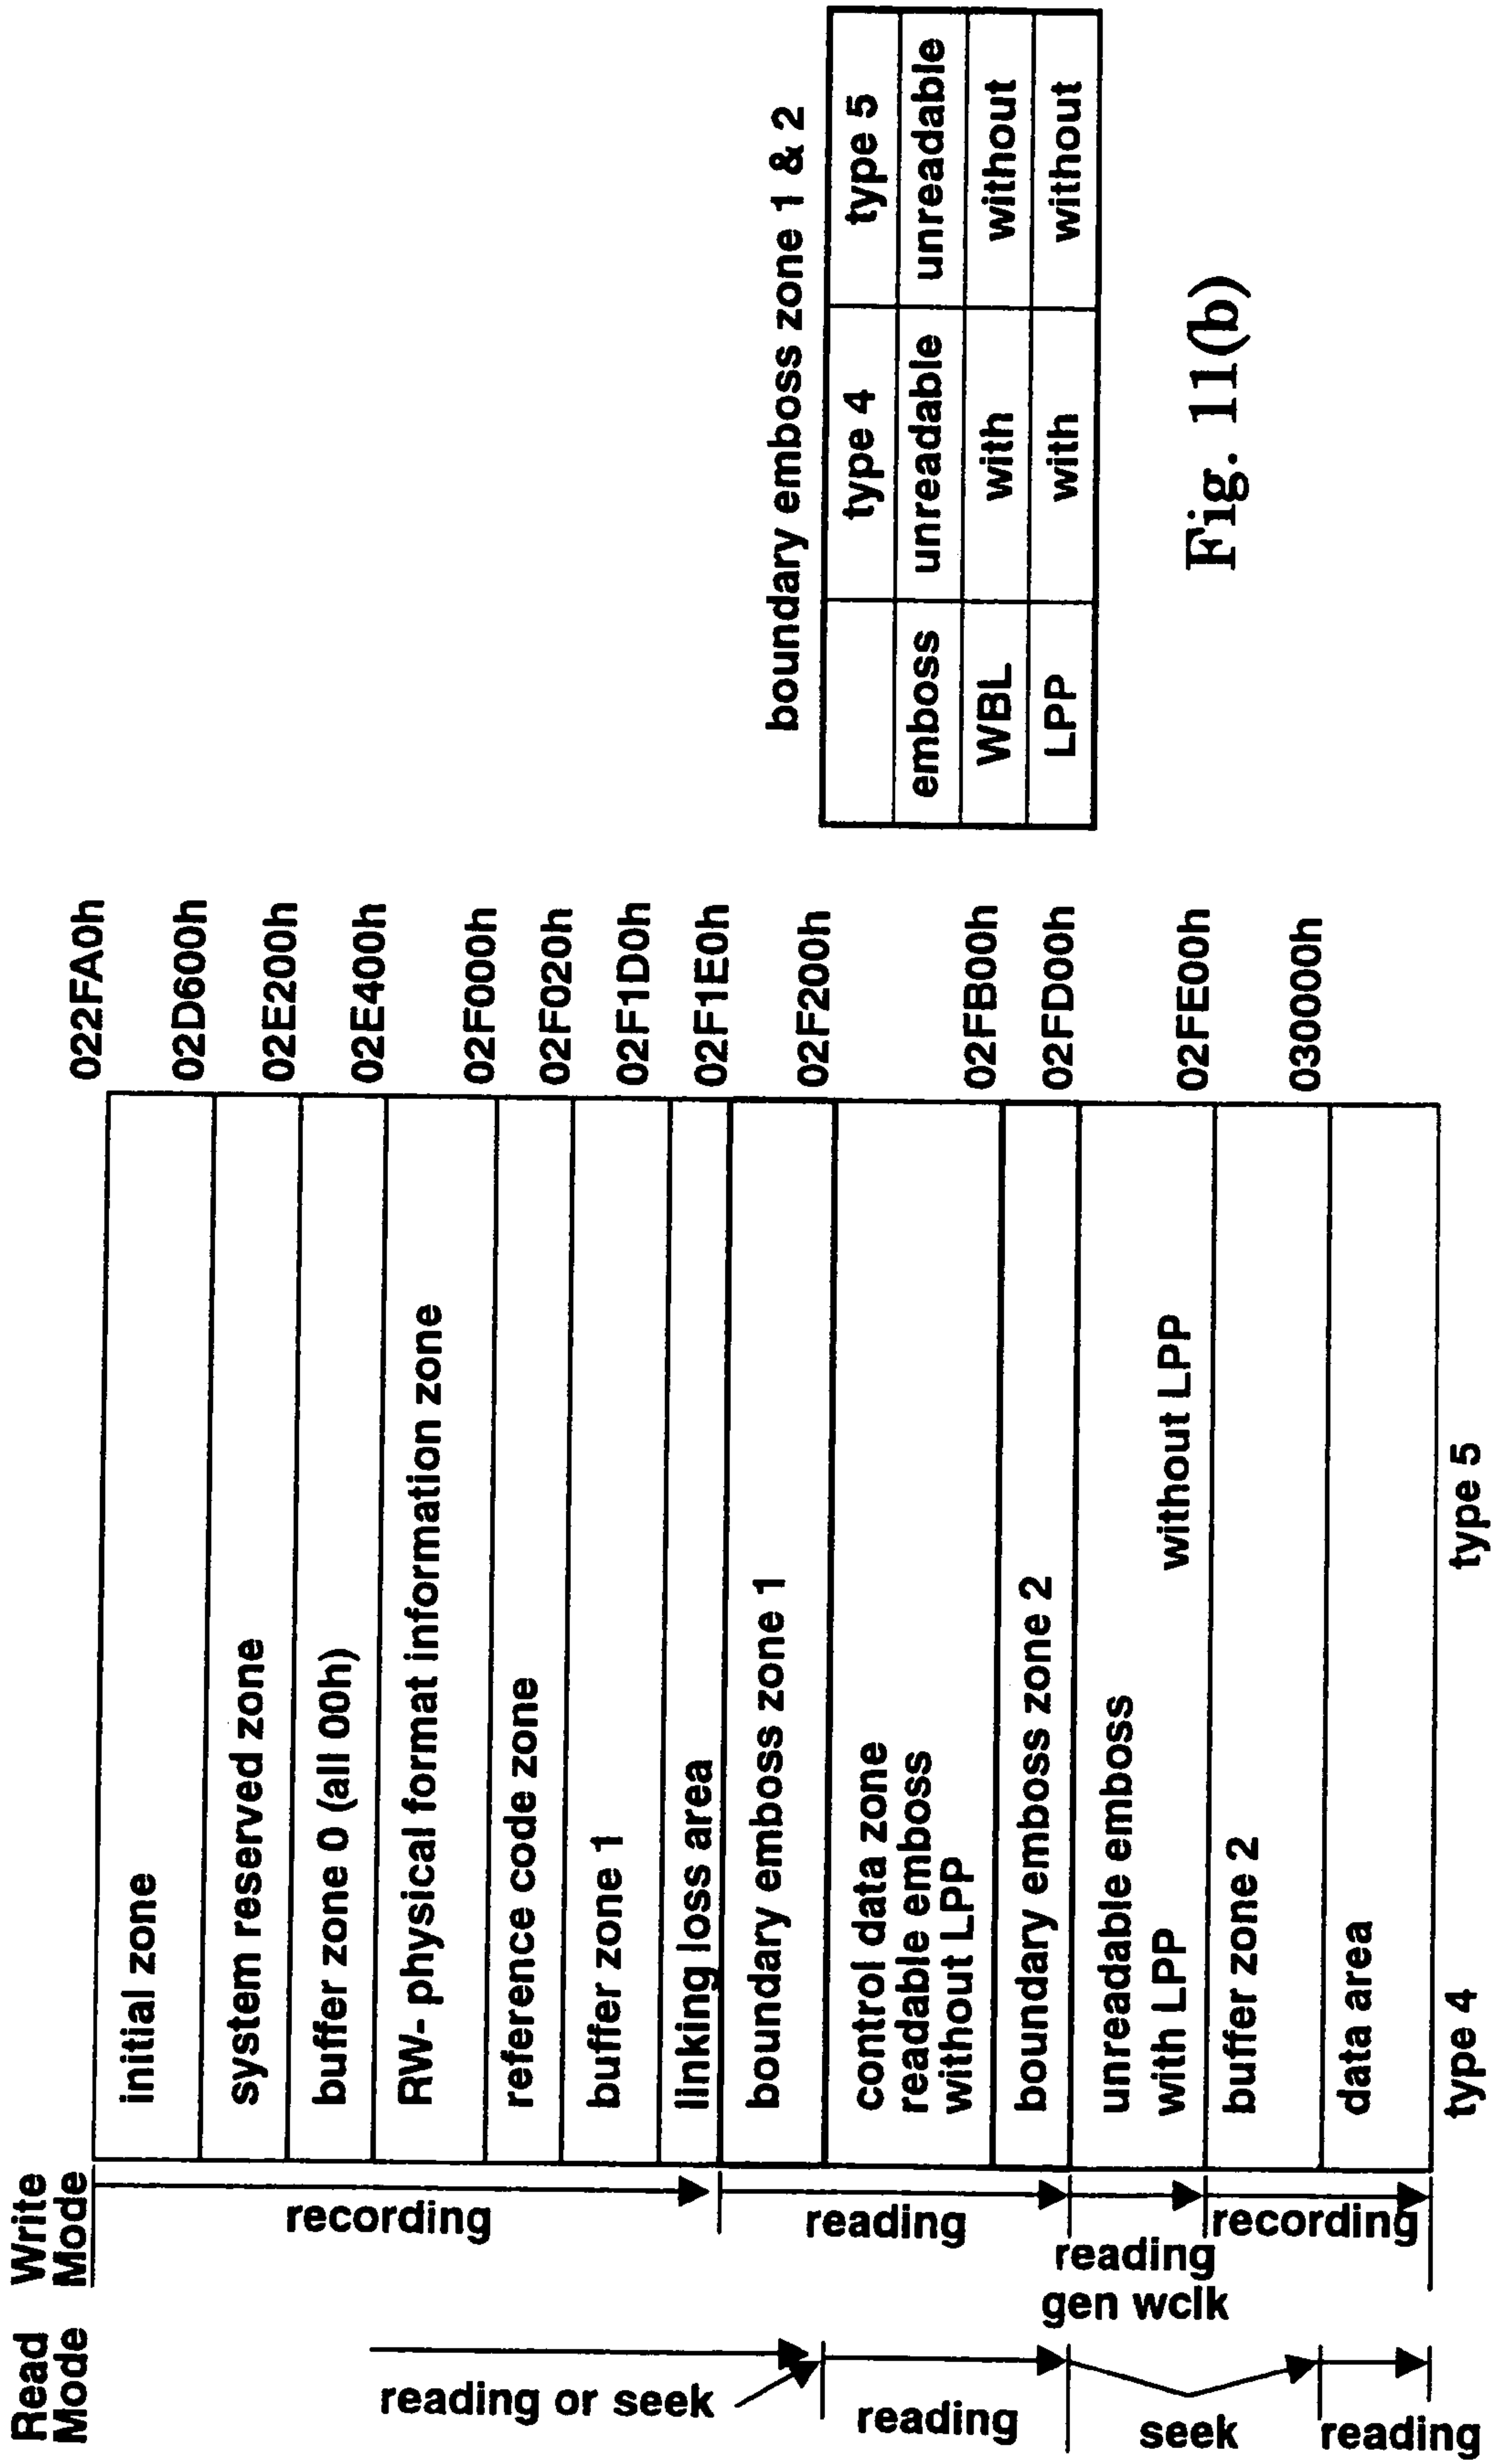 Read
Mode
Write
Mode
022FA0h
initial zone
02D600h
system reserved zone
02E200h
buffer zone 0 (all 00h)
02E400h
RW- physical format information zone
02F000h
reference code zone
02F020h
buffer zone 1
02F1D0h
linking loss area
02F1E0h
boundary emboss zone 1
02F200h
control data zone
readable emboss
without LPP
02FB00h
boundary emboss zone 2
02FD00h
unreadable emboss
with LPP without LPP
02FE00h
buffer zone 2
030000h
data area
type 4 type 5
recording
reading
reading
gen wclk
recording
reading or seek
reading
seek
reading
boundary emboss zone 1 & 2
type 4 type 5
emboss unreadable unreadable
WBL with without
LPP with without
Fig. 11(b)